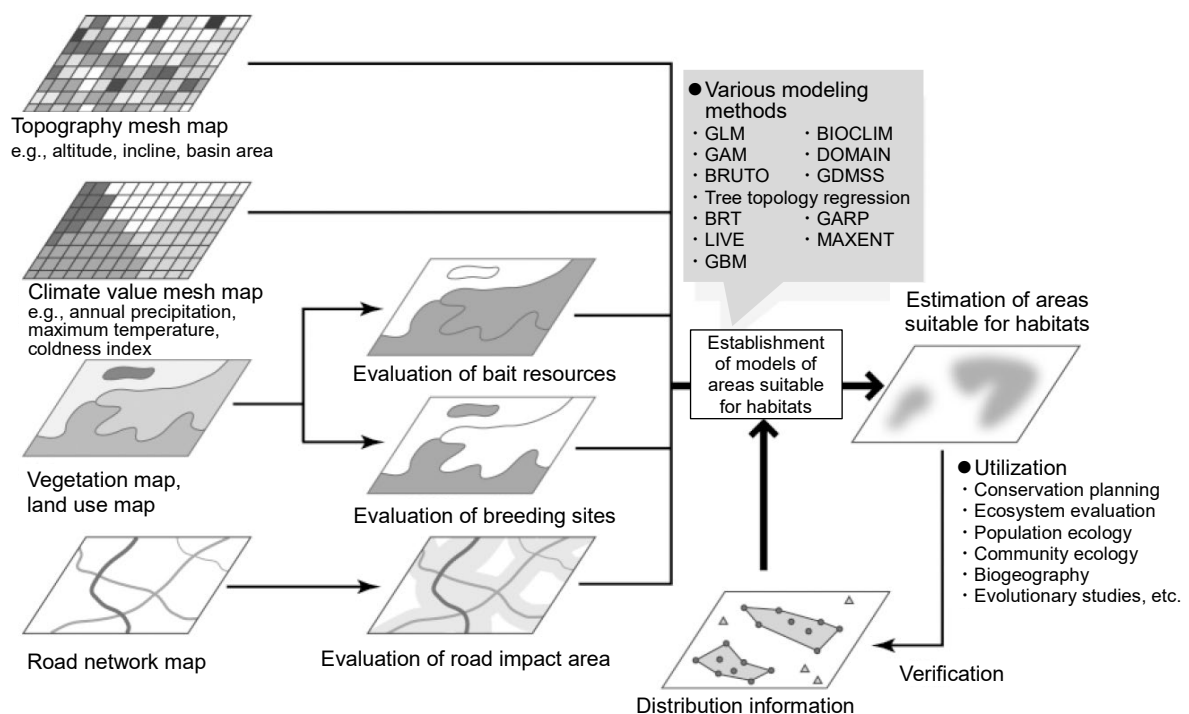 Topography mesh map
e.g., altitude, incline, basin area
Climate value mesh map
e.g., annual precipitation,
maximum temperature,
coldness index
Vegetation map,
land use map
Road network map
Evaluation of bait resources
Evaluation of breeding sites
Evaluation of road impact area
● Various modeling
methods
・ GLM ・ BIOCLIM
・ GAM ・ DOMAIN
・ BRUTO ・ GDMSS
・ Tree topology regression
・ BRT ・ GARP
・ LIVE ・ MAXENT
・ GBM
Establishment
of models of
areas suitable
for habitats
Estimation of areas
suitable for habitats
● Utilization
・ Conservation planning
・ Ecosystem evaluation
・ Population ecology
・ Community ecology
・ Biogeography
・ Evolutionary studies, etc.
Verification
Distribution information